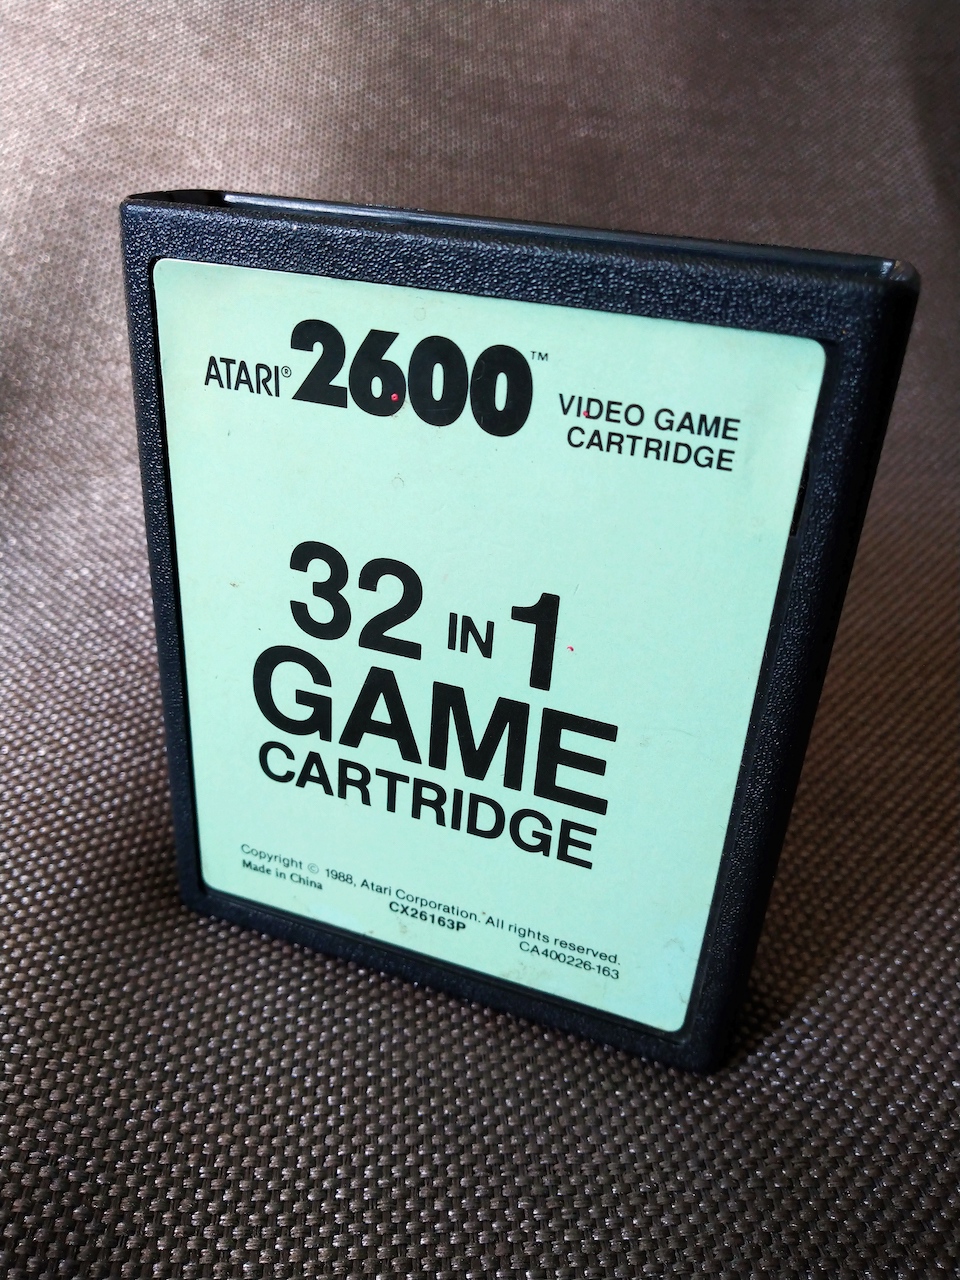 ATARI® 2600™ VIDEO GAME
CARTRIDGE
32 IN 1
GAME
CARTRIDGE
Copyright © 1988, Atari Corporation. All rights reserved.
Made in China
CX26163P
CA400226-163